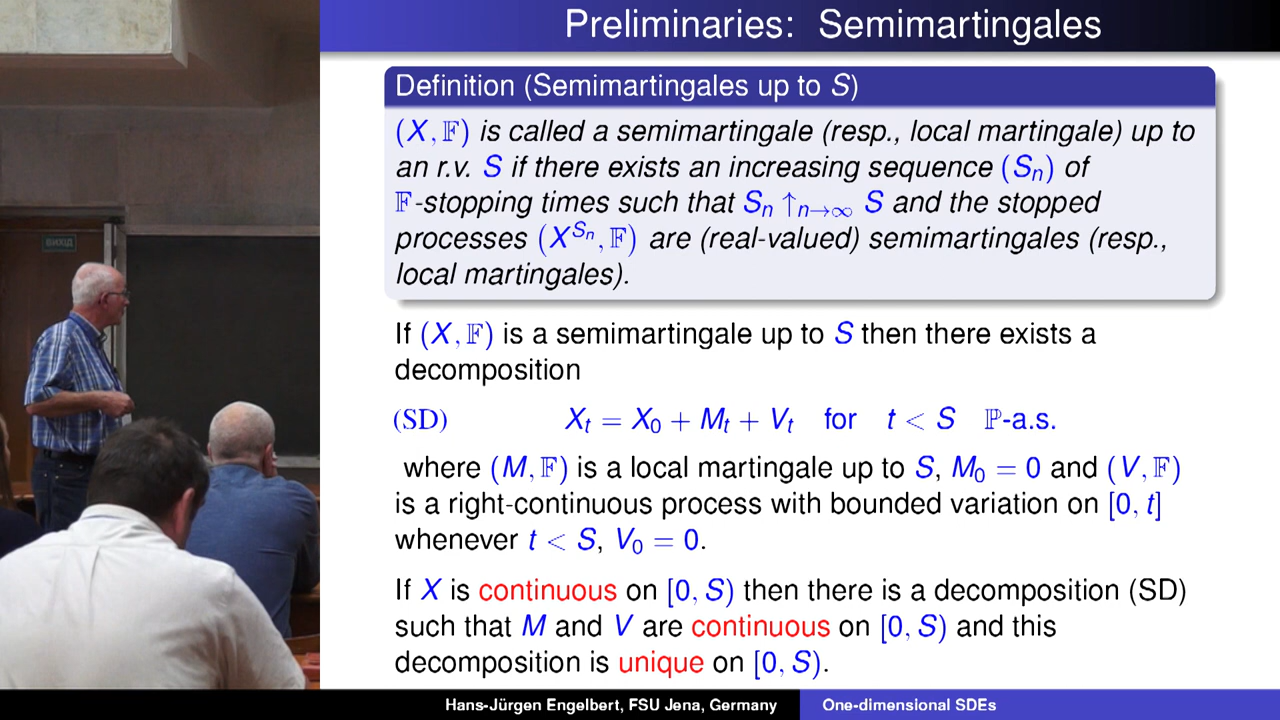 Preliminaries: Semimartingales
Definition (Semimartingales up to S)
(X, 𝔽) is called a semimartingale (resp., local martingale) up to
an r.v. S if there exists an increasing sequence (Sₙ) of
𝔽-stopping times such that Sₙ ↑ₙ→∞ S and the stopped
processes (X^{Sₙ}, 𝔽) are (real-valued) semimartingales (resp.,
local martingales).
If (X, 𝔽) is a semimartingale up to S then there exists a
decomposition
(SD) Xₜ = X₀ + Mₜ + Vₜ for t < S ℙ-a.s.
where (M, 𝔽) is a local martingale up to S, M₀ = 0 and (V, 𝔽)
is a right-continuous process with bounded variation on [0, t]
whenever t < S, V₀ = 0.
If X is continuous on [0, S) then there is a decomposition (SD)
such that M and V are continuous on [0, S) and this
decomposition is unique on [0, S).
Hans-Jürgen Engelbert, FSU Jena, Germany
One-dimensional SDEs
ВИХОД